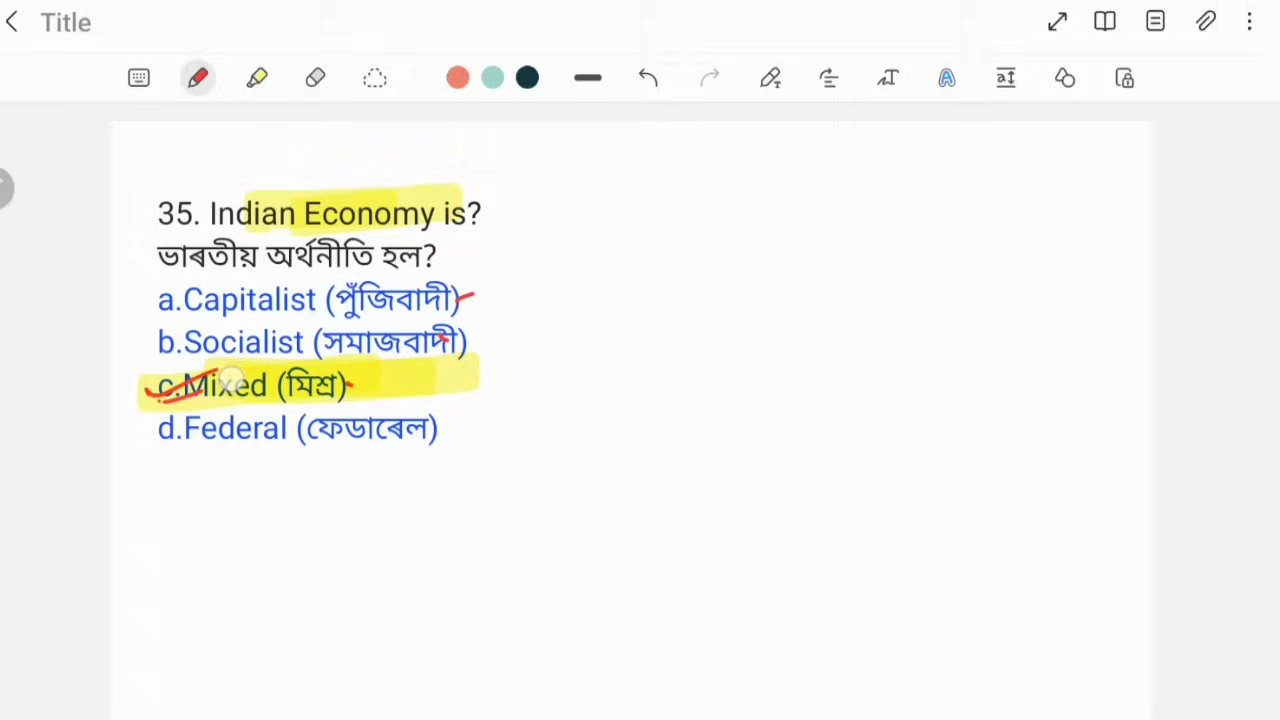 Title
35. Indian Economy is?
ভাৰতীয় অৰ্থনীতি হল?
a.Capitalist (পুঁজিবাদী)
b.Socialist (সমাজবাদী)
c.Mixed (মিশ্ৰ)
d.Federal (ফেডাৰেল)